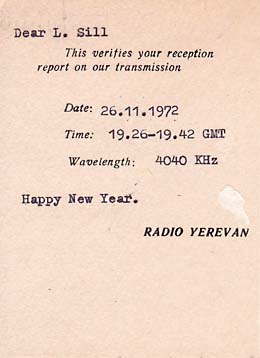 Dear L. Sill
This verifies your reception
report on our transmission
Date: 26.11.1972
Time: 19.26-19.42 GMT
Wavelength: 4040 KHz
Happy New Year.
RADIO YEREVAN